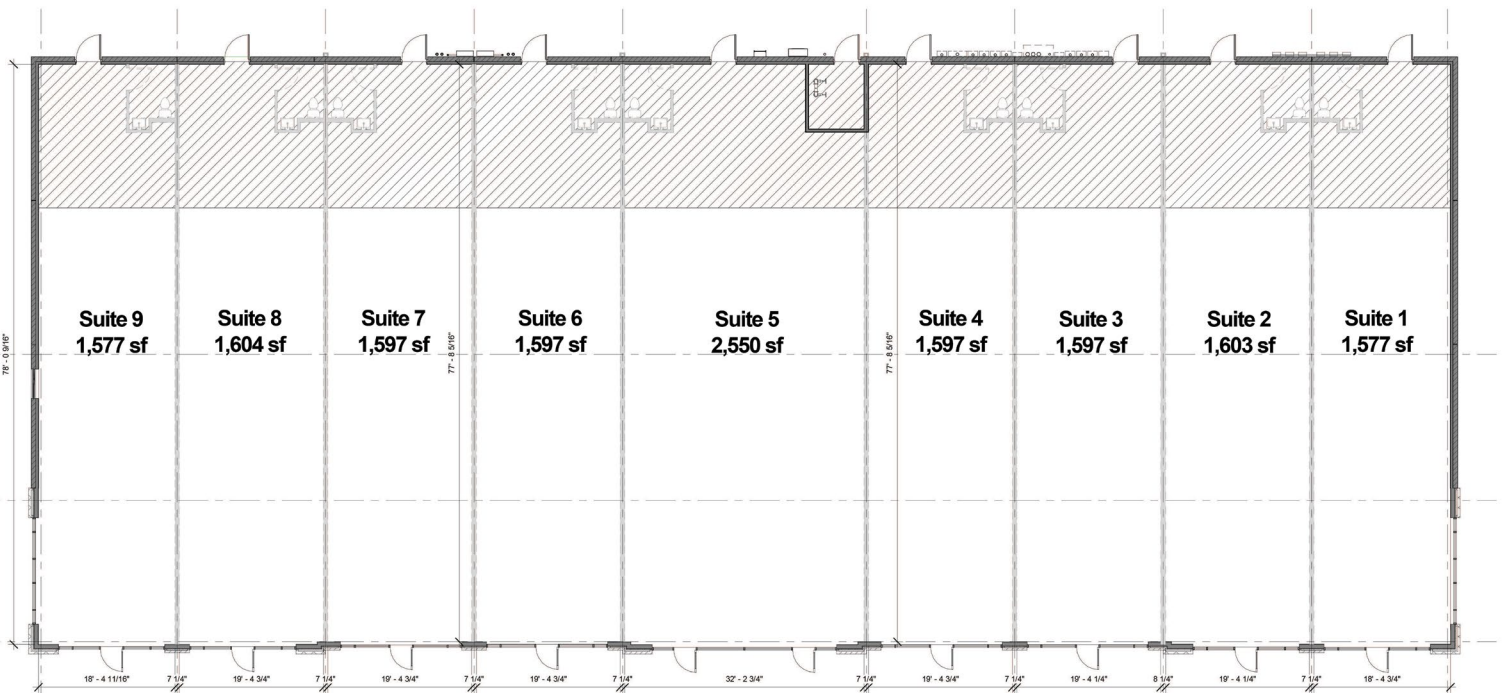 Suite 9
1,577 sf
Suite 8
1,604 sf
Suite 7
1,597 sf
Suite 6
1,597 sf
Suite 5
2,550 sf
Suite 4
1,597 sf
Suite 3
1,597 sf
Suite 2
1,603 sf
Suite 1
1,577 sf
78' - 0 9/16"
77' - 8 5/16"
77' - 8 5/16"
18' - 4 11/16"
7 1/4"
19' - 4 3/4"
7 1/4"
19' - 4 3/4"
7 1/4"
19' - 4 3/4"
7 1/4"
32' - 2 3/4"
7 1/4"
19' - 4 3/4"
7 1/4"
19' - 4 1/4"
8 1/4"
19' - 4 1/4"
7 1/4"
18' - 4 3/4"